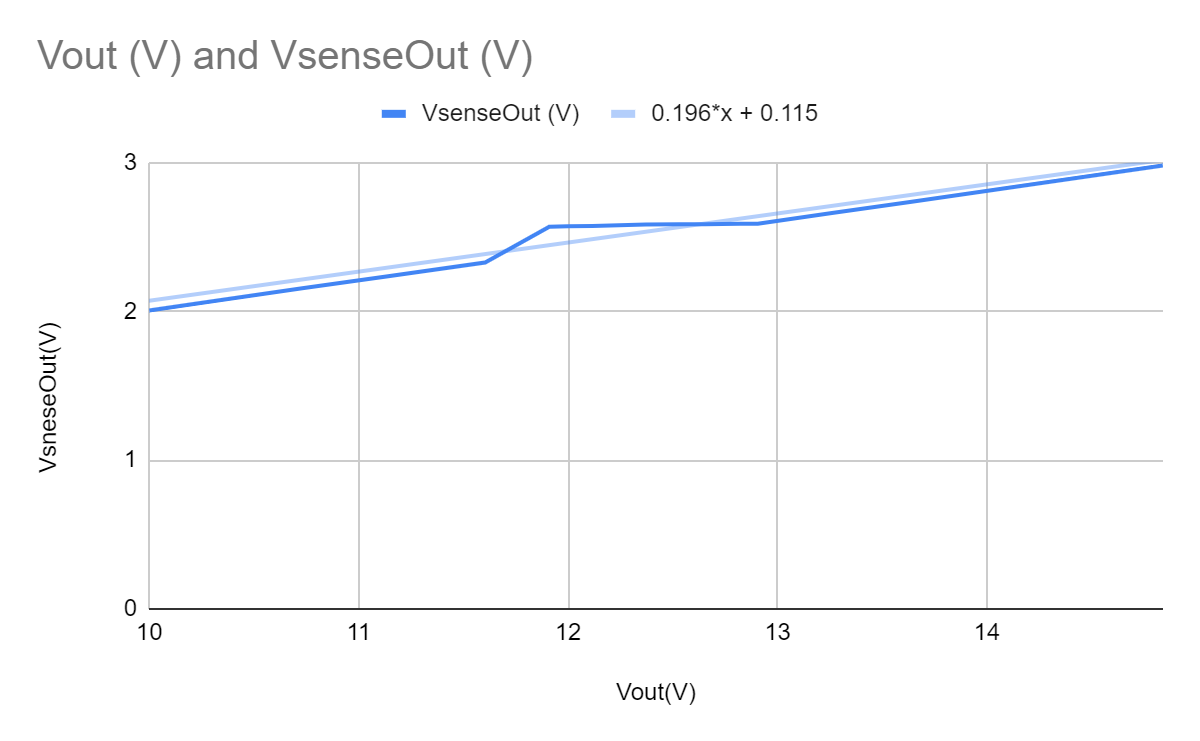 Vout (V) and VsenseOut (V)
VsenseOut (V) 0.196*x + 0.115
3
2
1
0
VsneseOut(V)
10 11 12 13 14
Vout(V)